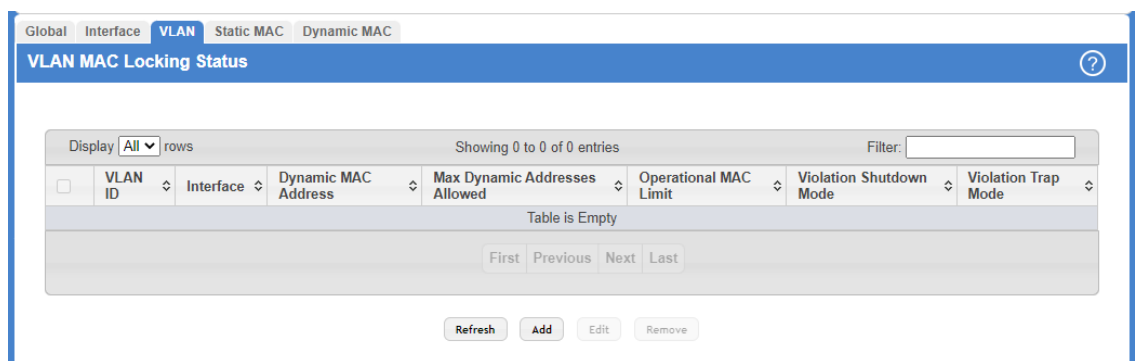 Global Interface VLAN Static MAC Dynamic MAC
VLAN MAC Locking Status
?
Display All rows Showing 0 to 0 of 0 entries Filter:
VLAN ID Interface Dynamic MAC Address Max Dynamic Addresses Allowed Operational MAC Limit Violation Shutdown Mode Violation Trap Mode
Table is Empty
First Previous Next Last
Refresh Add Edit Remove